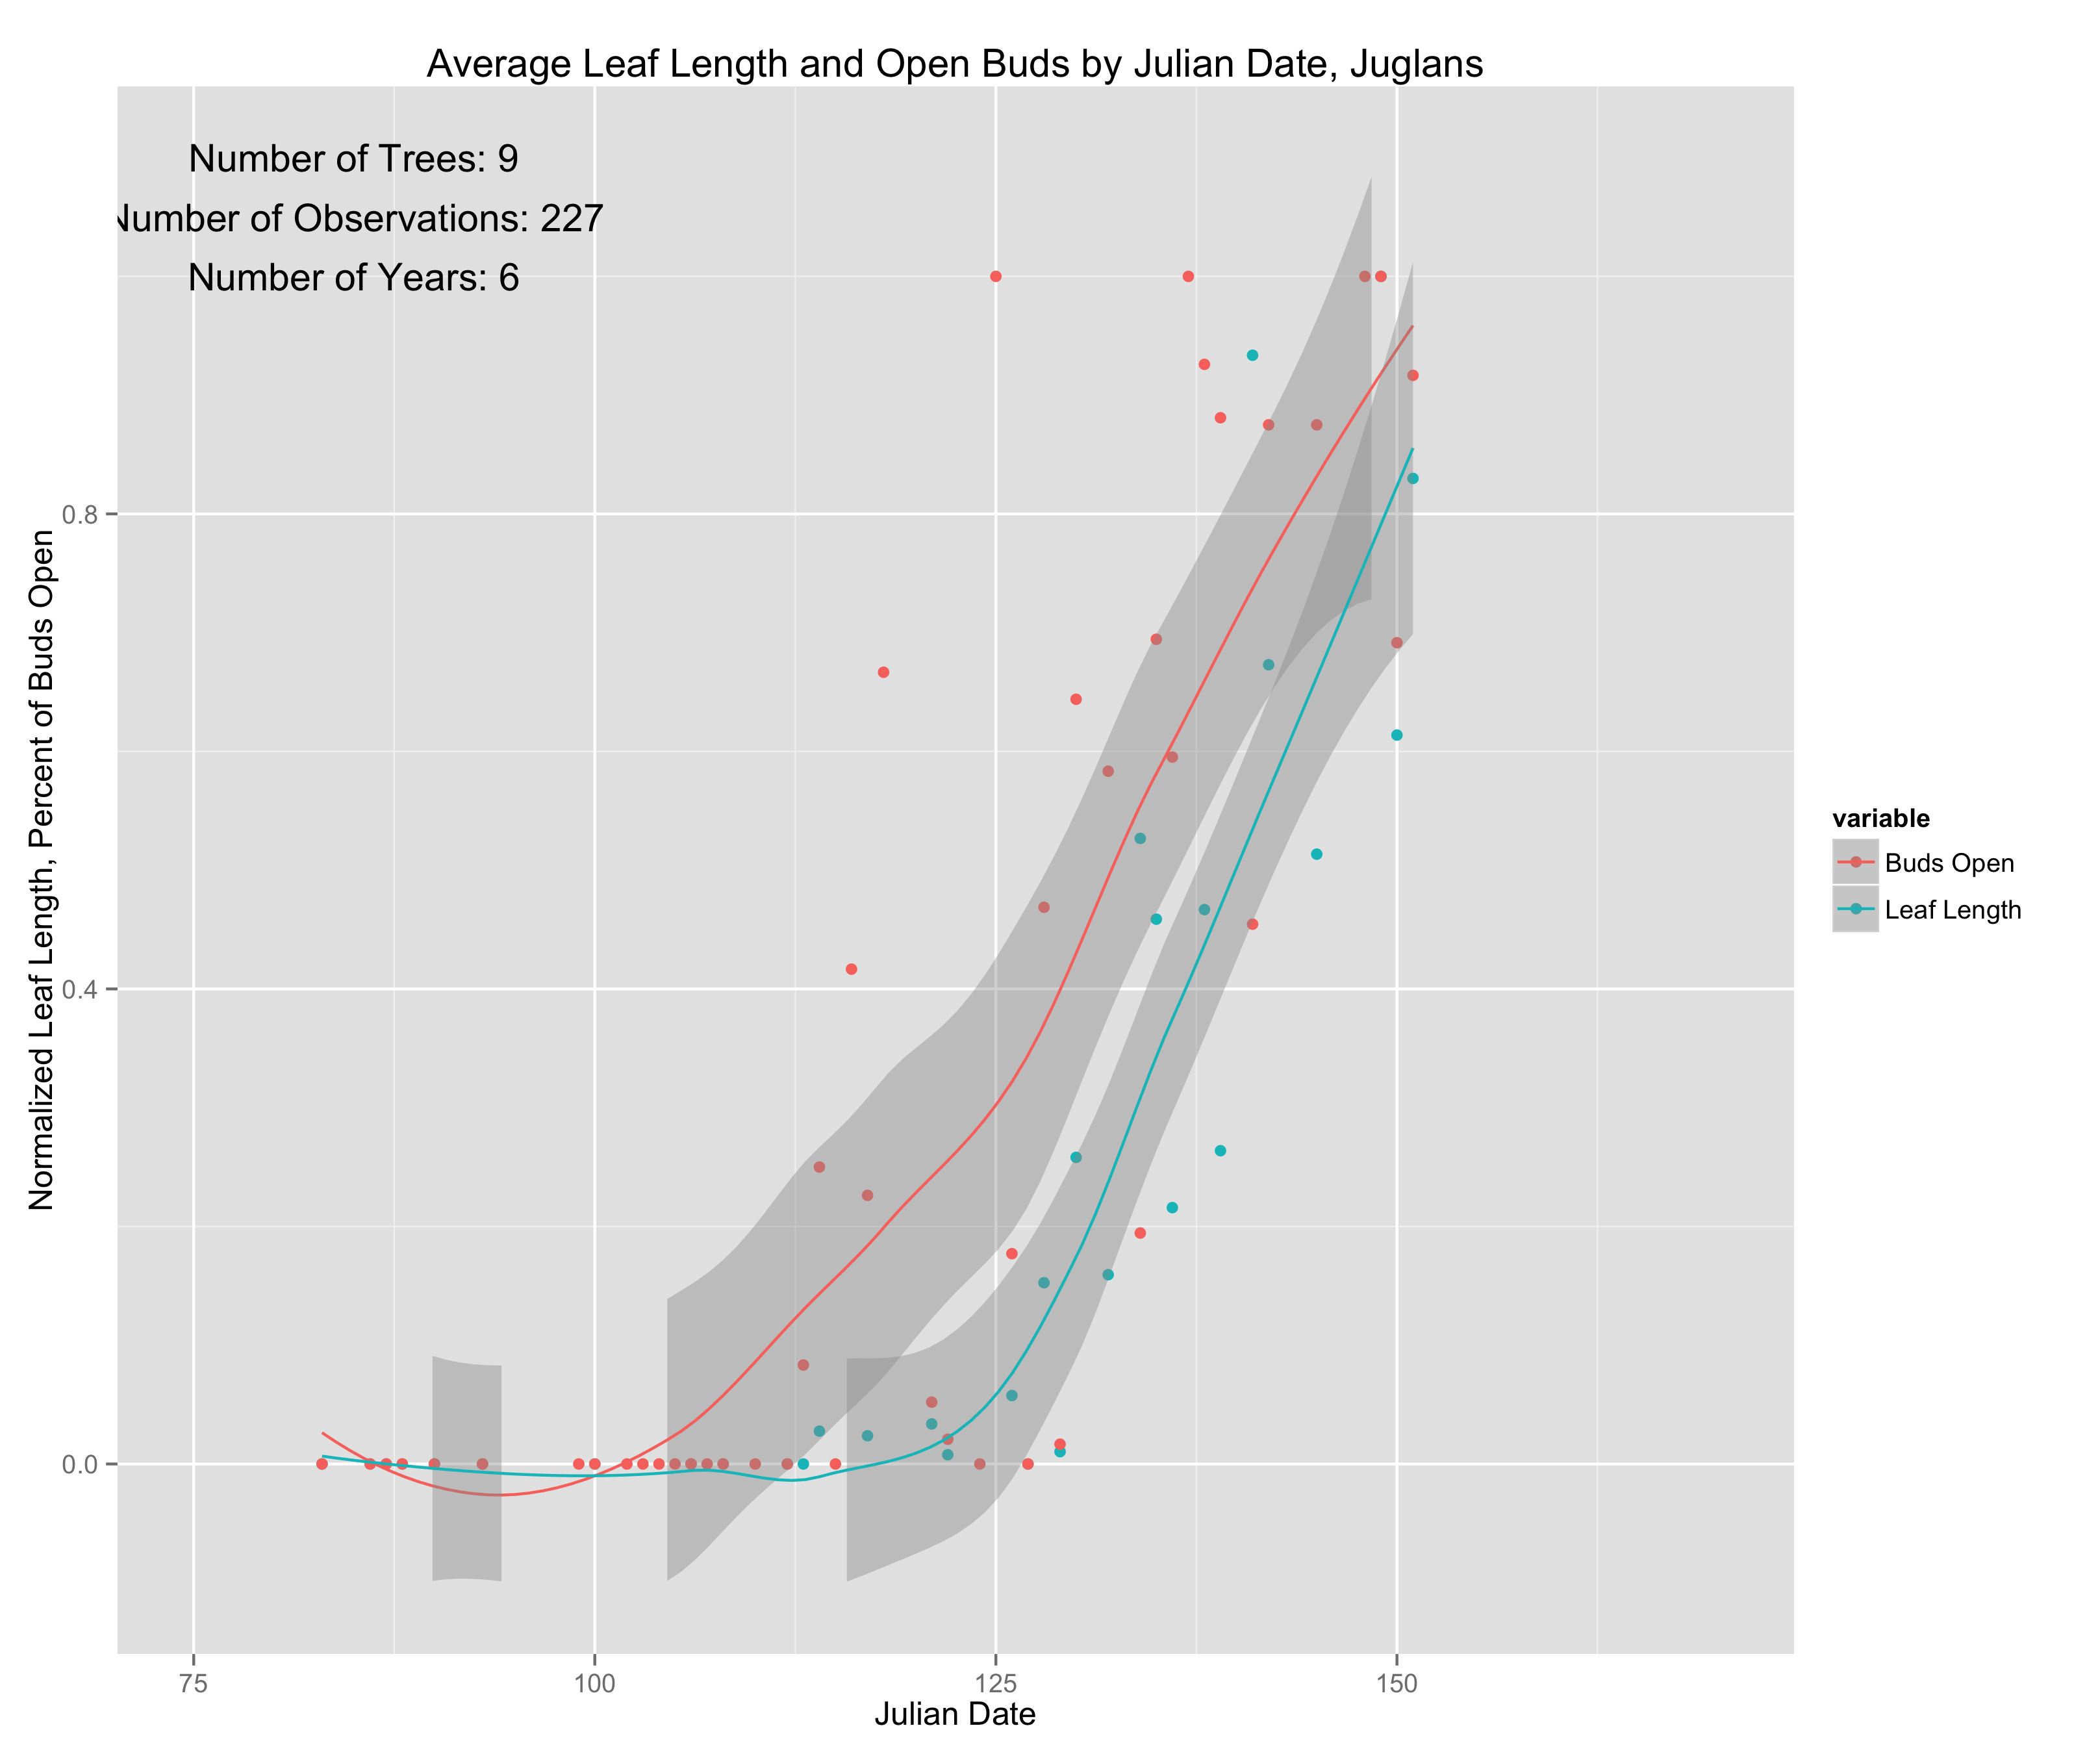 Average Leaf Length and Open Buds by Julian Date, Juglans
Number of Trees: 9
Number of Observations: 227
Number of Years: 6
Normalized Leaf Length, Percent of Buds Open
0.8
0.4
0.0
75 100 125 150
Julian Date
variable
Buds Open
Leaf Length